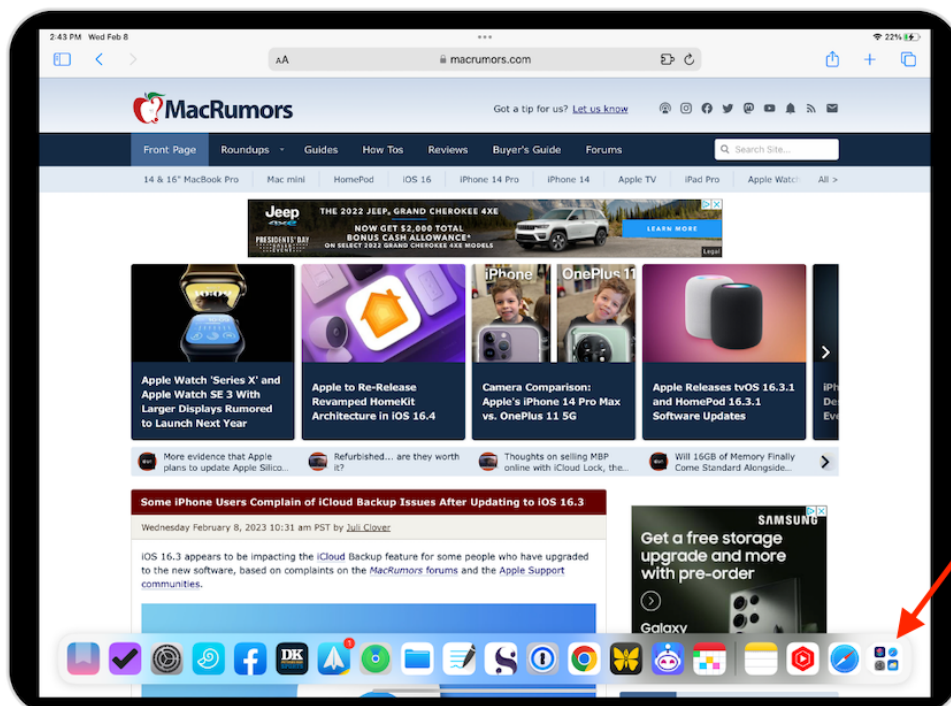 2:43 PM Wed Feb 8
22%
AA
macrumors.com
MacRumors
Got a tip for us? Let us know
Front Page Roundups Guides How Tos Reviews Buyer's Guide Forums
Search Site...
14 & 16" MacBook Pro Mac mini HomePod iOS 16 iPhone 14 Pro iPhone 14 Apple TV iPad Pro Apple Watch All >
Jeep
4xe
PRESIDENTS' DAY
THE 2022 JEEP® GRAND CHEROKEE 4XE
NOW GET $2,000 TOTAL
BONUS CASH ALLOWANCE*
ON SELECT 2022 GRAND CHEROKEE 4XE MODELS
LEARN MORE
Legal
10:09
iPhone OnePlus 11
Apple Watch 'Series X' and
Apple Watch SE 3 With
Larger Displays Rumored
to Launch Next Year
Apple to Re-Release
Revamped HomeKit
Architecture in iOS 16.4
Camera Comparison:
Apple's iPhone 14 Pro Max
vs. OnePlus 11 5G
Apple Releases tvOS 16.3.1
and HomePod 16.3.1
Software Updates
iPh
De
Eve
More evidence that Apple
plans to update Apple Silico...
Refurbished... are they worth
it?
Thoughts on selling MBP
online with iCloud Lock, the...
Will 16GB of Memory Finally
Come Standard Alongside...
Some iPhone Users Complain of iCloud Backup Issues After Updating to iOS 16.3
Wednesday February 8, 2023 10:31 am PST by Juli Clover
iOS 16.3 appears to be impacting the iCloud Backup feature for some people who have upgraded
to the new software, based on complaints on the MacRumors forums and the Apple Support
communities.
SAMSUNG
Get a free storage
upgrade and more
with pre-order
Galaxy
DK
1